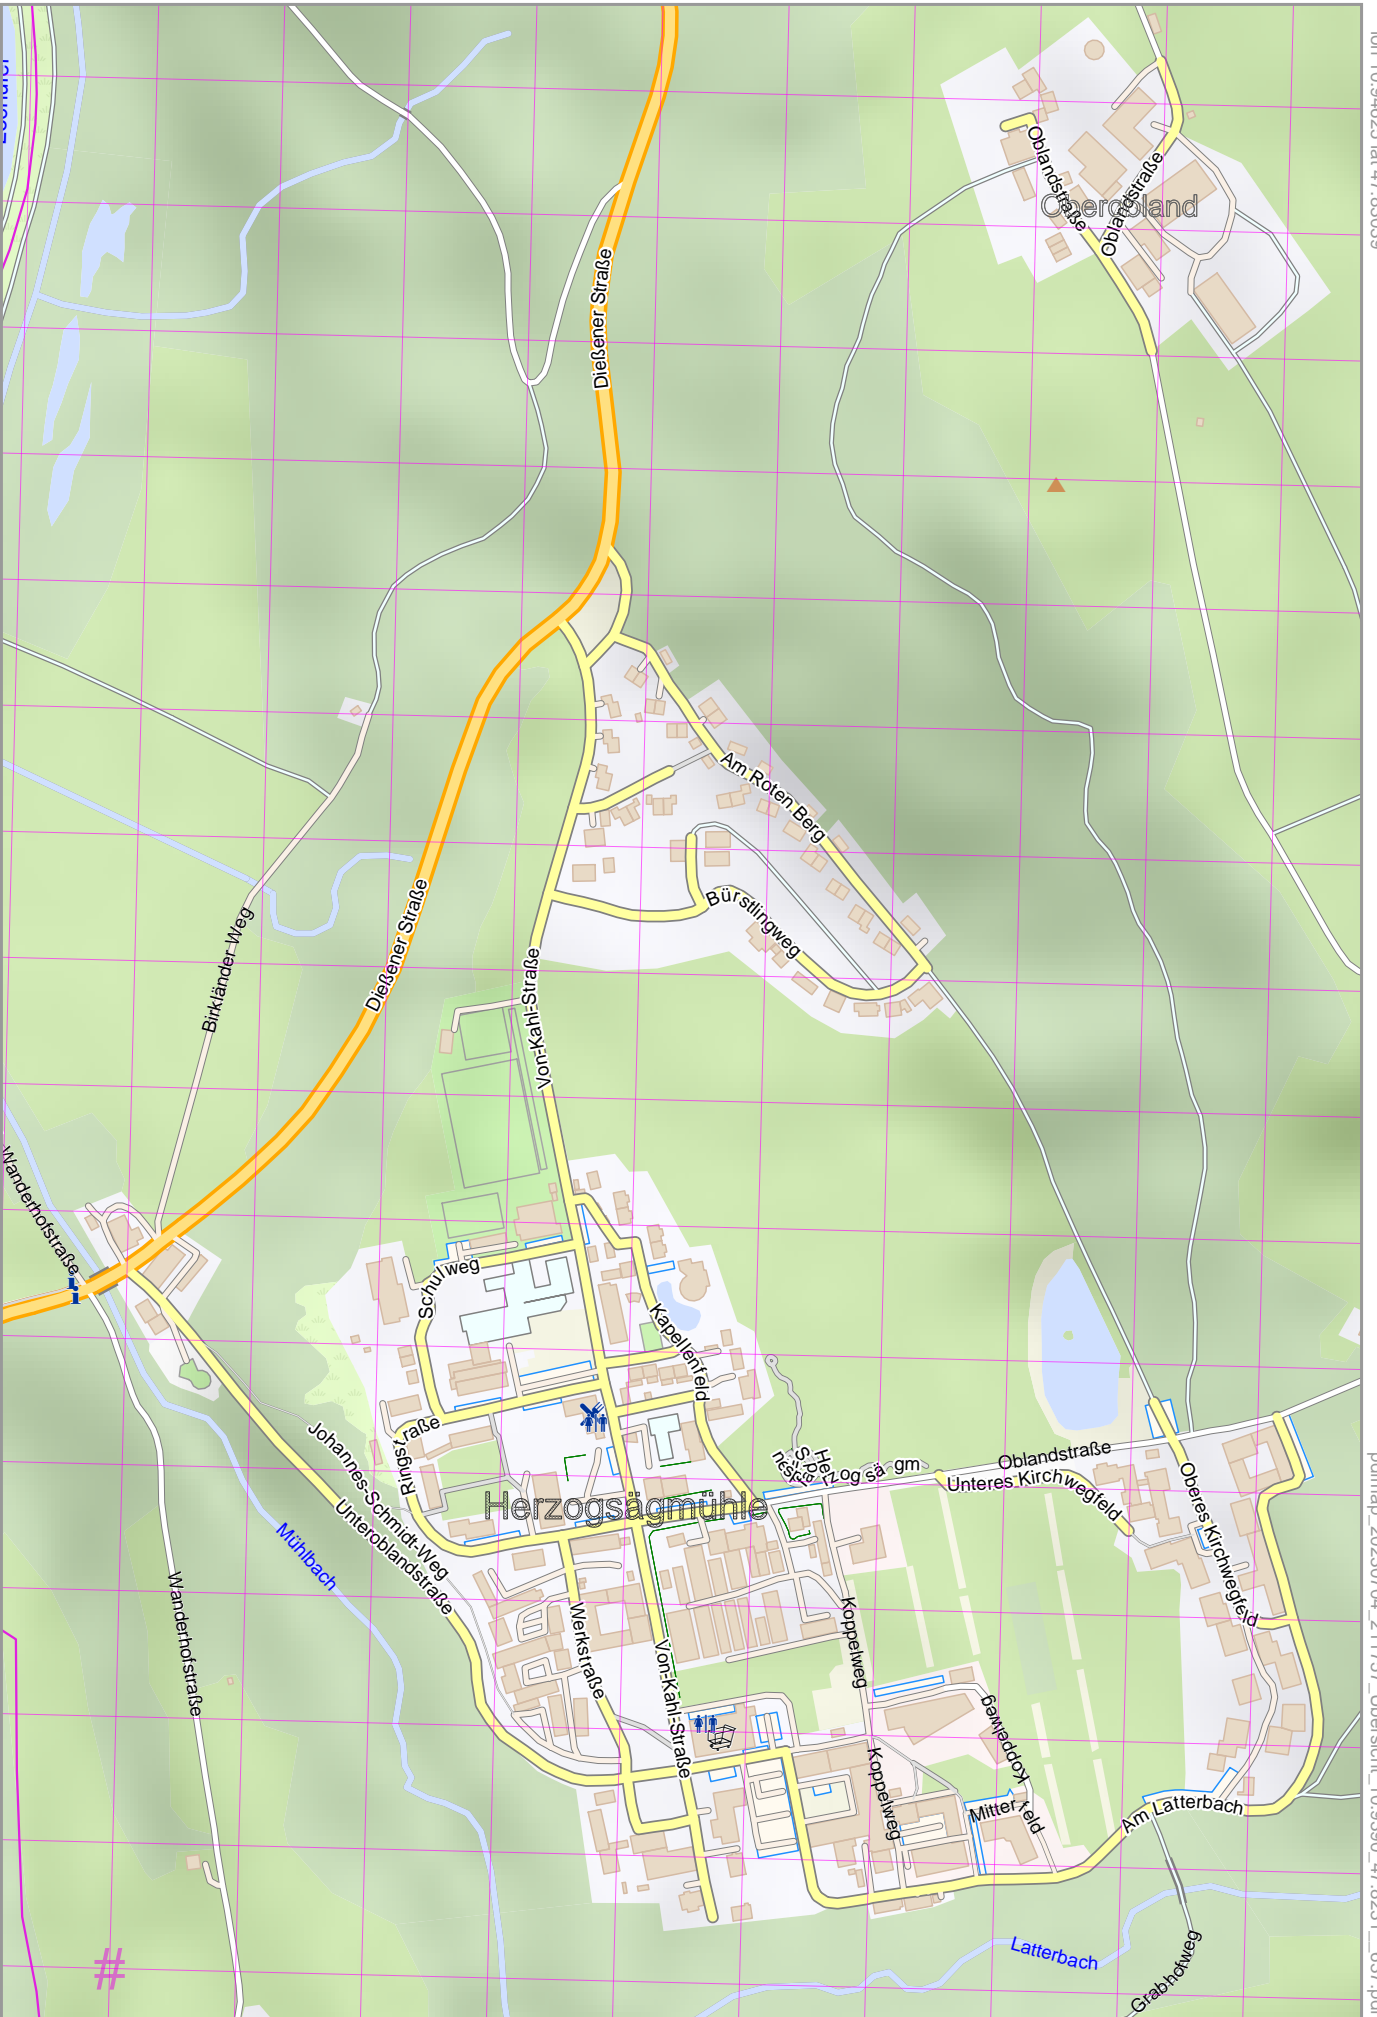 Oblandstraße
Oblandstraße
Oberobland
Dießener Straße
Am Roten Berg
Bürstlingweg
Dießener Straße
Birkländer Weg
Von-Kahl-Straße
Wanderhofstraße
Schulweg
Kapellenfeld
Ringstraße
Johannes-Schmidt-Weg
Unteroblandstraße
Herzogsägmühle
Oblandstraße
Unteres Kirchwegfeld
Oberes Kirchwegfeld
Mühlbach
Wanderhofstraße
Werkstraße
Von-Kahl-Straße
Koppelweg
Koppelweg
Koppelweg
Mitterfeld
Am Latterbach
Latterbach
Grabhofweg
#